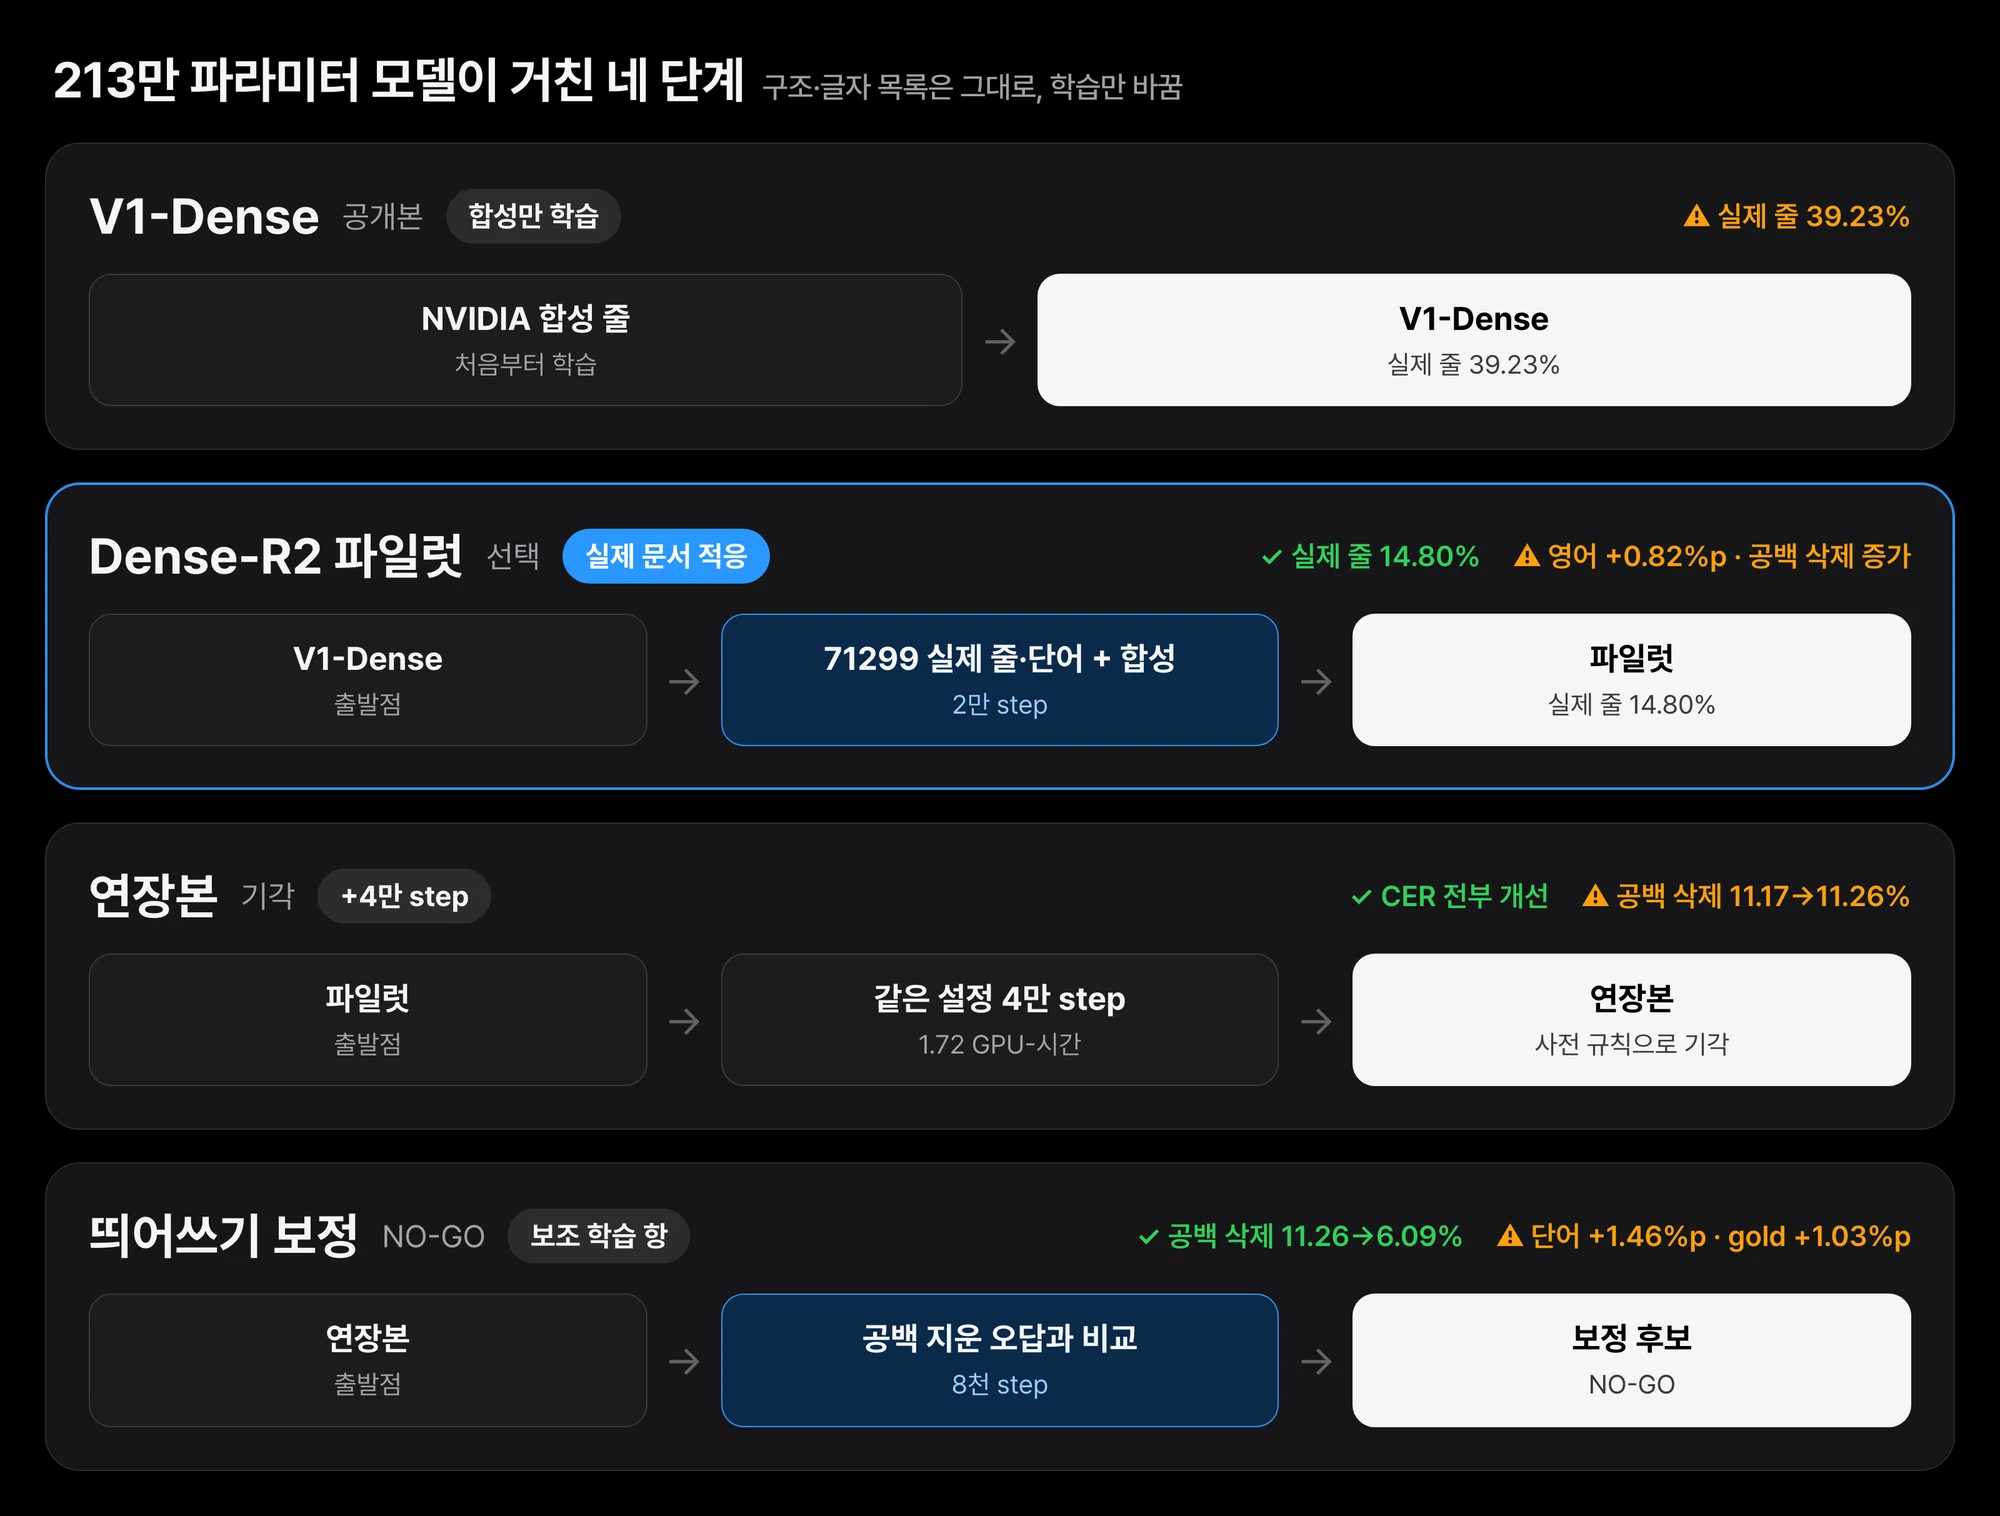 213만 파라미터 모델이 거친 네 단계 구조·글자 목록은 그대로, 학습만 바꿈
V1-Dense 공개본 합성만 학습 ⚠ 실제 줄 39.23%
NVIDIA 합성 줄 → V1-Dense
처음부터 학습 실제 줄 39.23%
Dense-R2 파일럿 선택 실제 문서 적응 ✓ 실제 줄 14.80% ⚠ 영어 +0.82%p · 공백 삭제 증가
V1-Dense → 71299 실제 줄·단어 + 합성 → 파일럿
출발점 2만 step 실제 줄 14.80%
연장본 기각 +4만 step ✓ CER 전부 개선 ⚠ 공백 삭제 11.17→11.26%
파일럿 → 같은 설정 4만 step → 연장본
출발점 1.72 GPU-시간 사전 규칙으로 기각
띄어쓰기 보정 NO-GO 보조 학습 항 ✓ 공백 삭제 11.26→6.09% ⚠ 단어 +1.46%p · gold +1.03%p
연장본 → 공백 지운 오답과 비교 → 보정 후보
출발점 8천 step NO-GO